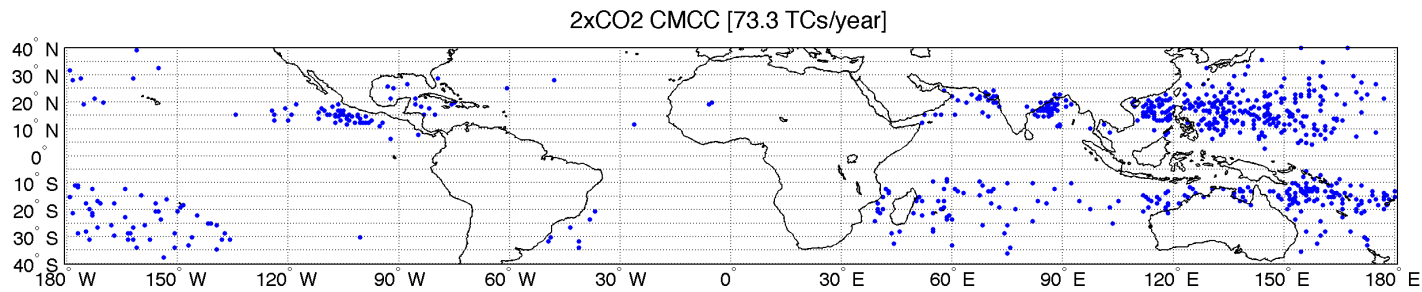 2xCO2 CMCC [73.3 TCs/year]
40° N
30° N
20° N
10° N
0°
10° S
20° S
30° S
40° S
180° W 150° W 120° W 90° W 60° W 30° W 0° 30° E 60° E 90° E 120° E 150° E 180° E